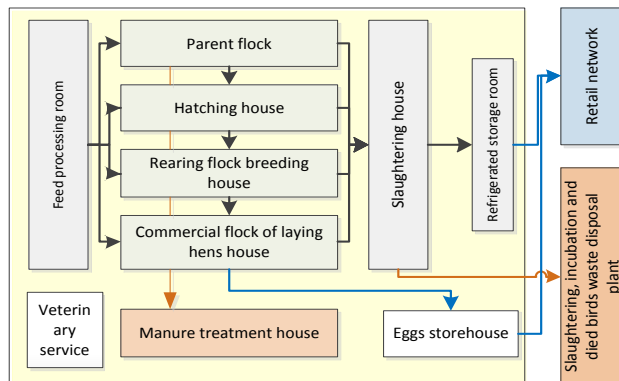 Feed processing room
Parent flock
Hatching house
Rearing flock breeding
house
Commercial flock of laying
hens house
Manure treatment house
Veterin
ary
service
Slaughtering house
Refrigerated storage room
Eggs storehouse
Retail network
Slaughtering, incubation and
died birds waste disposal
plant